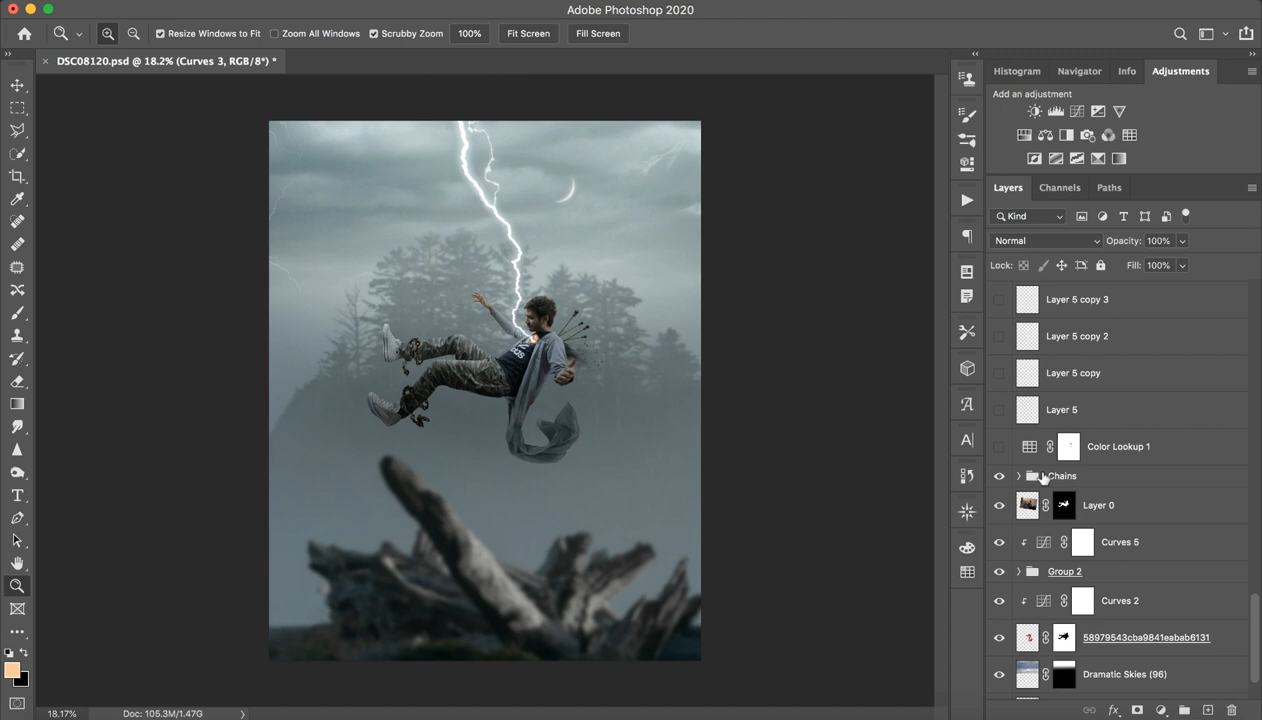 Adobe Photoshop 2020
Resize Windows to Fit
Zoom All Windows
Scrubby Zoom
100%
Fit Screen
Fill Screen
DSC08120.psd @ 18.2% (Curves 3, RGB/8*) *
Histogram
Navigator
Info
Adjustments
Add an adjustment
Layers
Channels
Paths
Kind
Normal
Opacity: 100%
Lock:
Fill: 100%
Layer 5 copy 3
Layer 5 copy 2
Layer 5 copy
Layer 5
Color Lookup 1
Chains
Layer 0
Curves 5
Group 2
Curves 2
58979543cba9841eabab6131
Dramatic Skies (96)
18.17%
Doc: 105.3M/1.47G